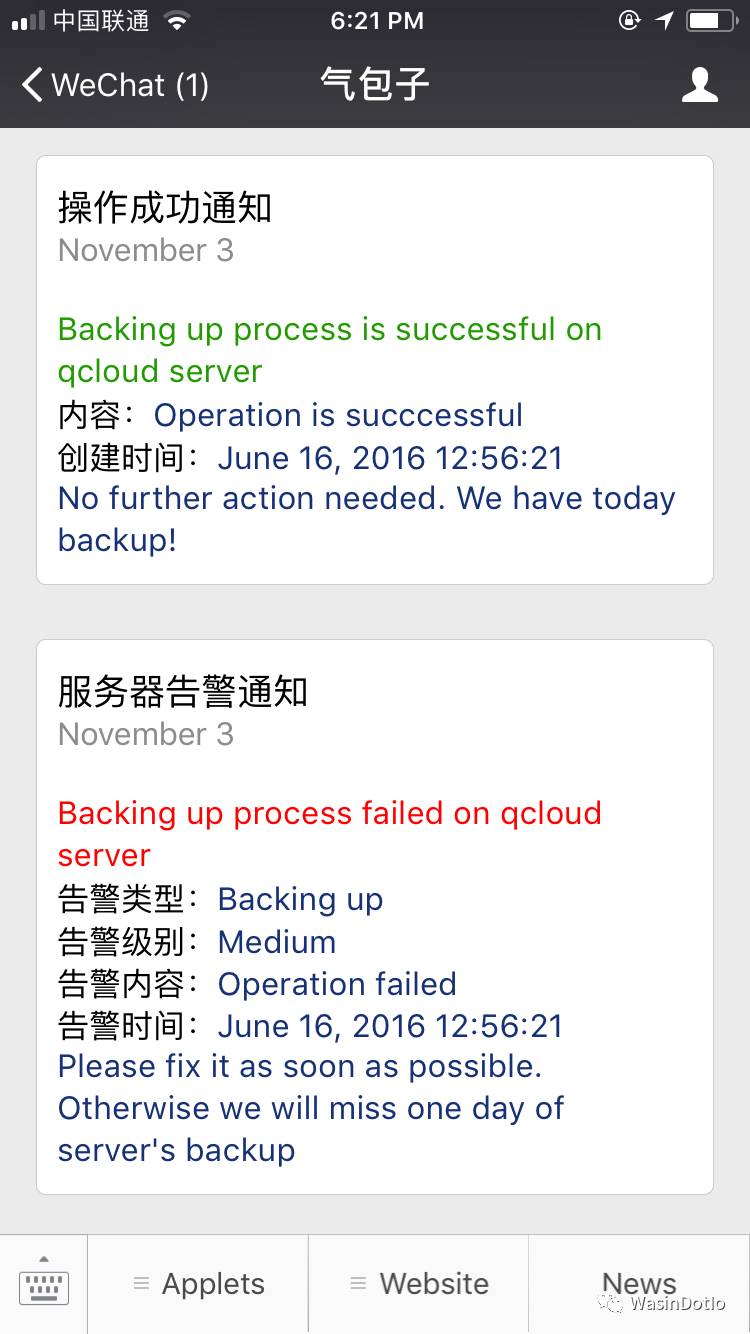 中国联通 6:21 PM
WeChat (1) 气包子
操作成功通知
November 3
Backing up process is successful on
qcloud server
内容：Operation is succcessful
创建时间：June 16, 2016 12:56:21
No further action needed. We have today
backup!
服务器告警通知
November 3
Backing up process failed on qcloud
server
告警类型：Backing up
告警级别：Medium
告警内容：Operation failed
告警时间：June 16, 2016 12:56:21
Please fix it as soon as possible.
Otherwise we will miss one day of
server's backup
Applets Website News
WasinDotIo